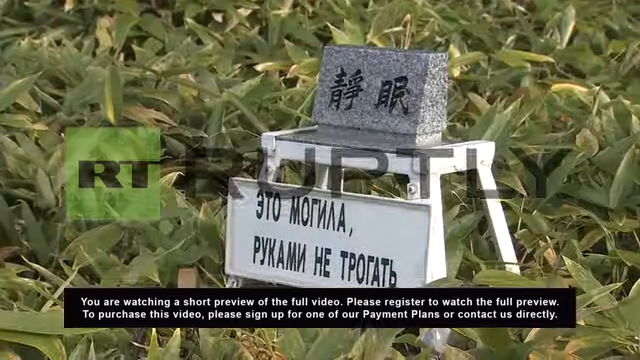 靜眠
RT RUPTLY
ЭТО МОГИЛА,
РУКАМИ НЕ ТРОГАТЬ
You are watching a short preview of the full video. Please register to watch the full preview.
To purchase this video, please sign up for one of our Payment Plans or contact us directly.